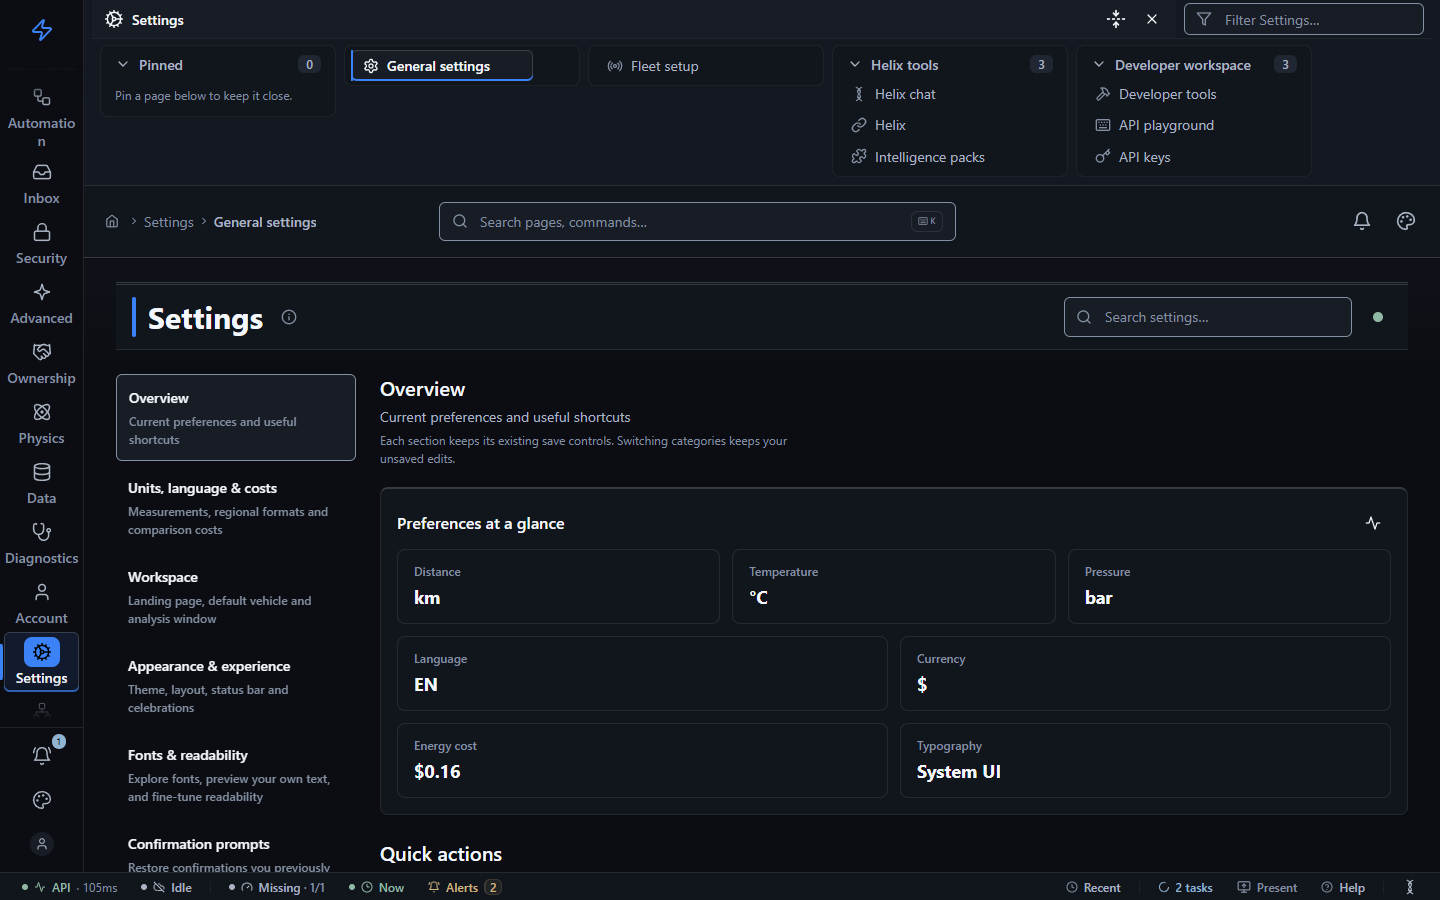 Settings
Filter Settings...
Pinned
0
Pin a page below to keep it close.
General settings
Fleet setup
Helix tools
3
Helix chat
Helix
Intelligence packs
Developer workspace
3
Developer tools
API playground
API keys
Automatio
n
Inbox
Security
Advanced
Ownership
Physics
Data
Diagnostics
Account
Settings
1
Settings
General settings
Search pages, commands...
K
Settings
Search settings...
Overview
Current preferences and useful
shortcuts
Units, language & costs
Measurements, regional formats and
comparison costs
Workspace
Landing page, default vehicle and
analysis window
Appearance & experience
Theme, layout, status bar and
celebrations
Fonts & readability
Explore fonts, preview your own text,
and fine-tune readability
Confirmation prompts
Restore confirmations you previously
Overview
Current preferences and useful shortcuts
Each section keeps its existing save controls. Switching categories keeps your
unsaved edits.
Preferences at a glance
Distance
km
Temperature
°C
Pressure
bar
Language
EN
Currency
$
Energy cost
$0.16
Typography
System UI
Quick actions
API · 105ms
Idle
Missing · 1/1
Now
Alerts 2
Recent
2 tasks
Present
Help